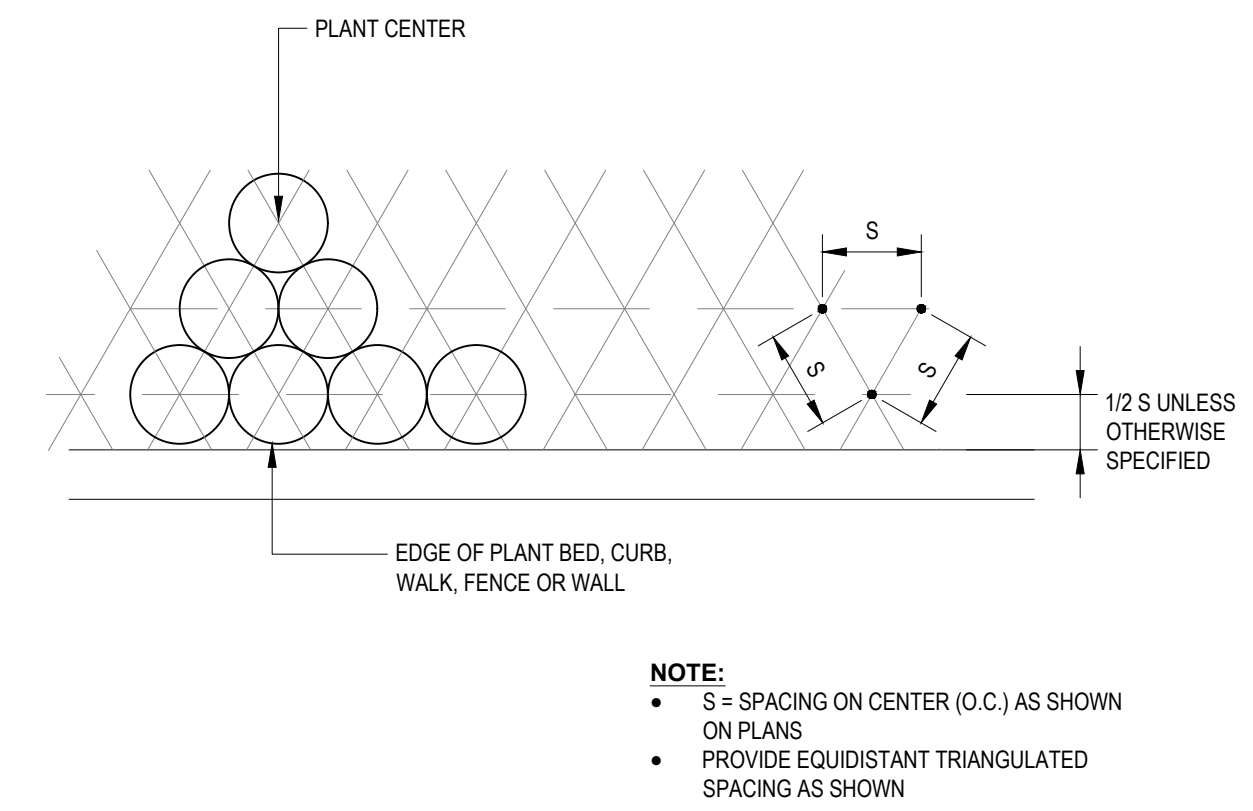 PLANT CENTER
S
S
S
1/2 S UNLESS
OTHERWISE
SPECIFIED
EDGE OF PLANT BED, CURB,
WALK, FENCE OR WALL
NOTE:
● S = SPACING ON CENTER (O.C.) AS SHOWN
ON PLANS
● PROVIDE EQUIDISTANT TRIANGULATED
SPACING AS SHOWN